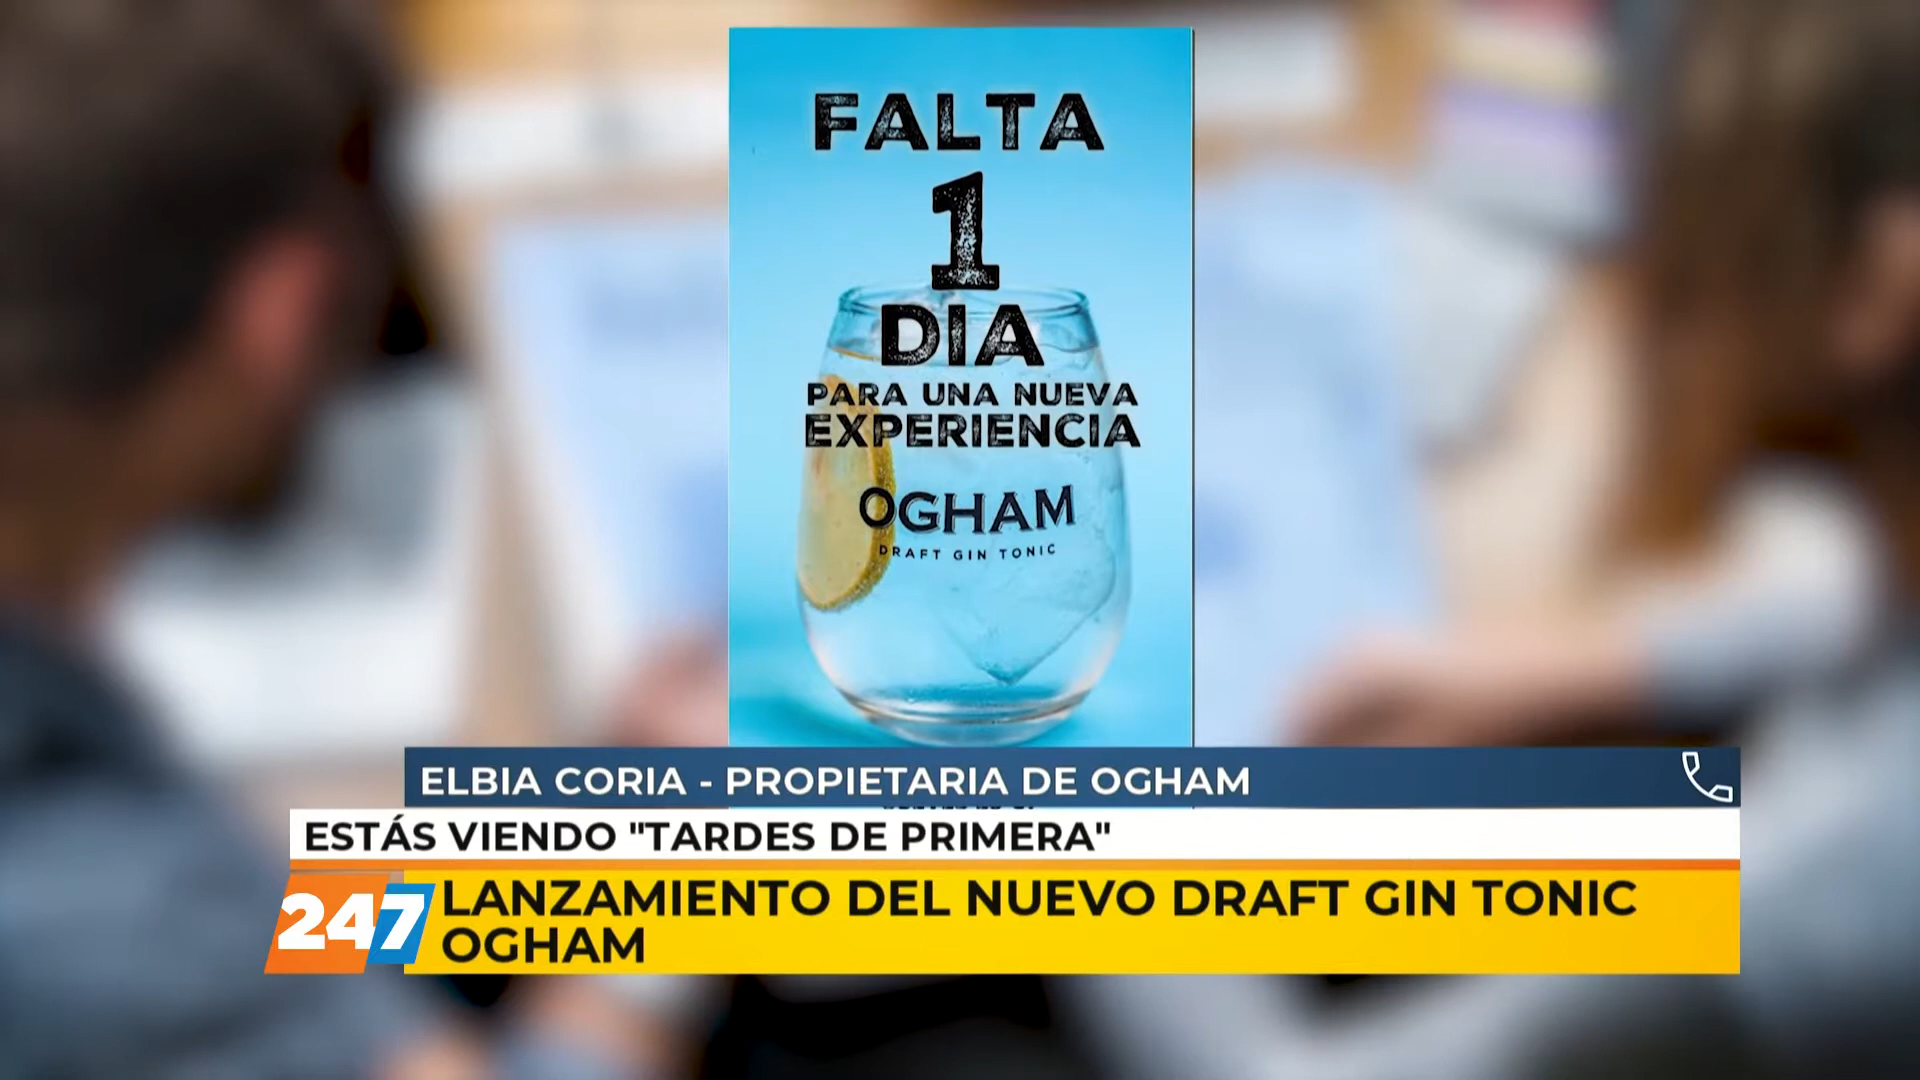 FALTA
1
DIA
PARA UNA NUEVA
EXPERIENCIA
OGHAM
DRAFT GIN TONIC
ELBIA CORIA - PROPIETARIA DE OGHAM
ESTÁS VIENDO "TARDES DE PRIMERA"
247
LANZAMIENTO DEL NUEVO DRAFT GIN TONIC
OGHAM